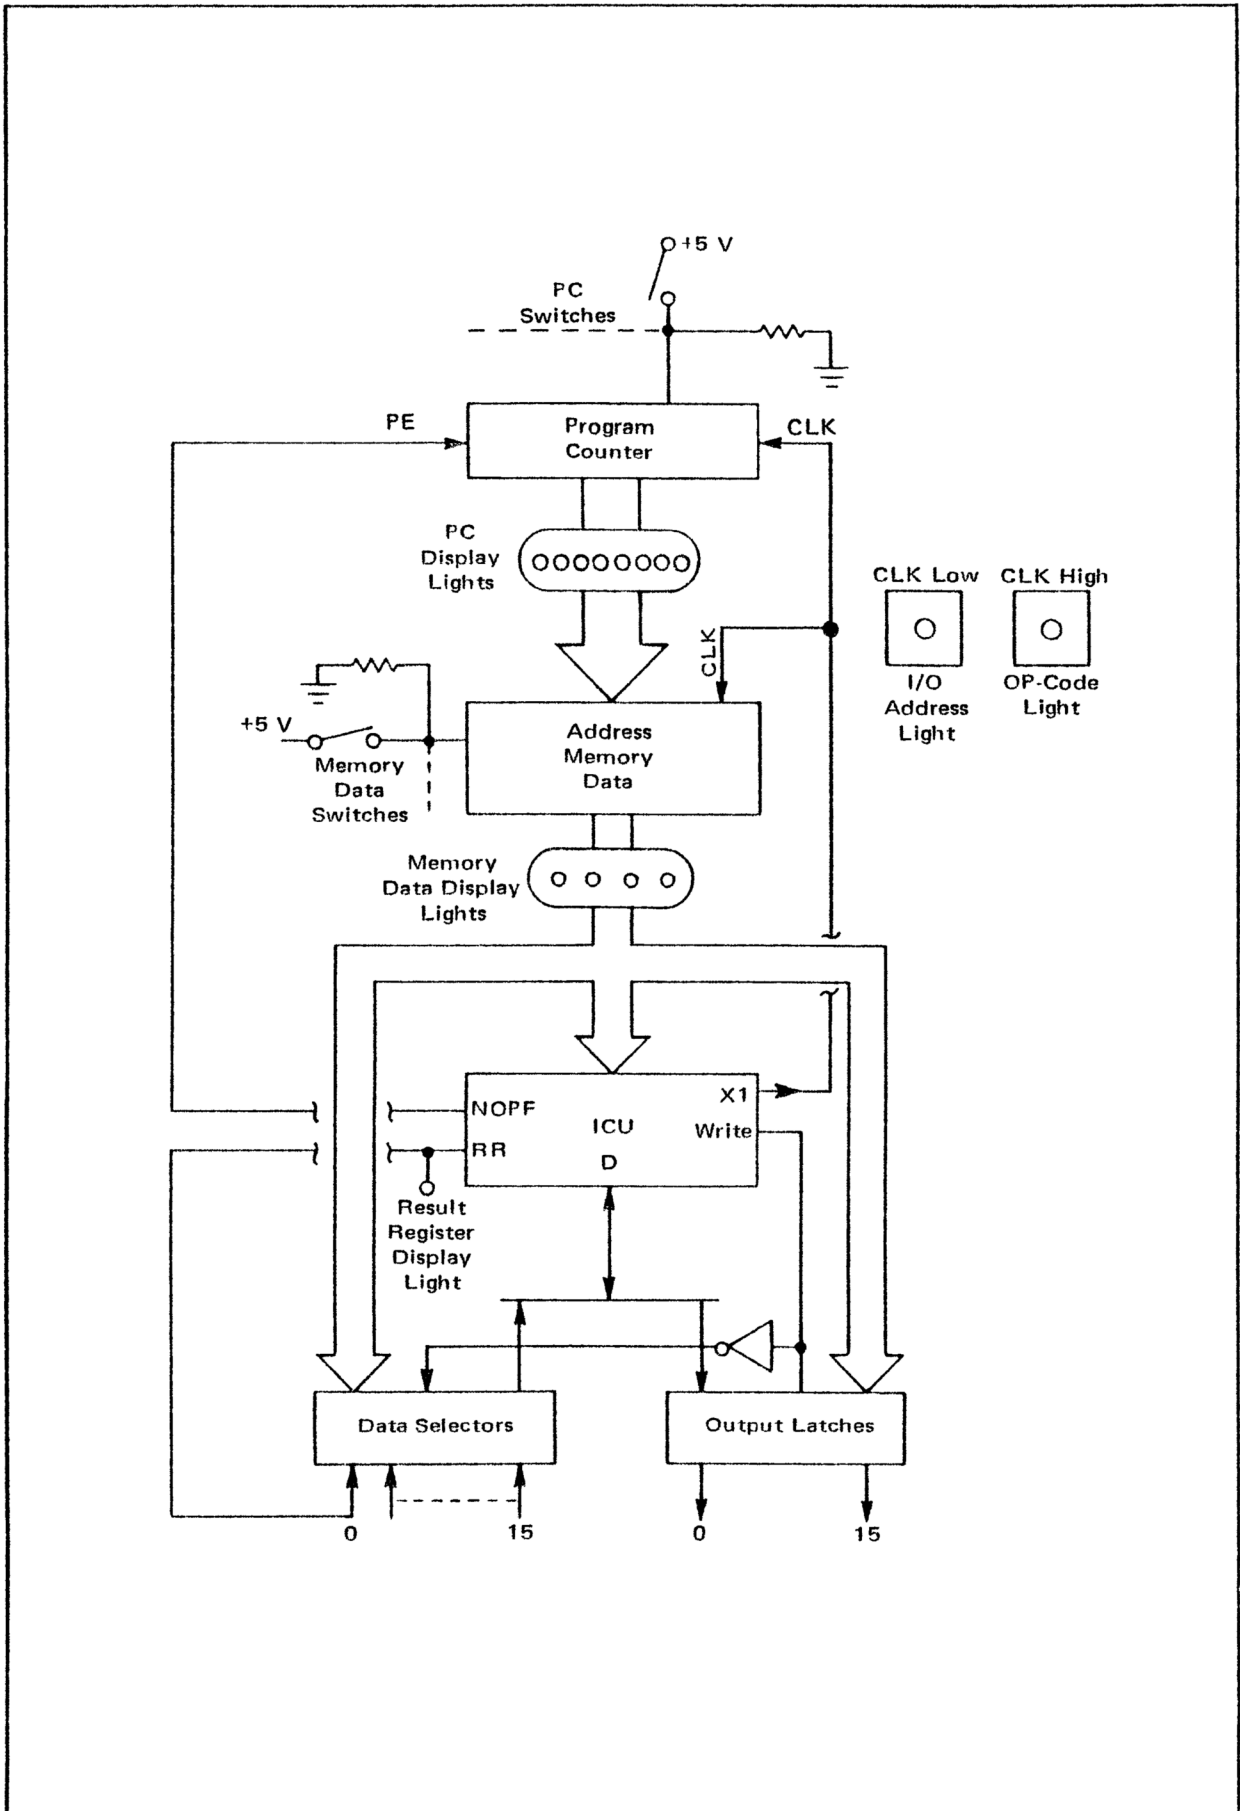 +5 V
PC
Switches
PE
Program
Counter
CLK
PC
Display
Lights
CLK Low
CLK High
CLK
I/O
Address
Light
OP-Code
Light
+5 V
Memory
Data
Switches
Address
Memory
Data
Memory
Data Display
Lights
NOPF
RR
ICU
D
X1
Write
Result
Register
Display
Light
Data Selectors
Output Latches
0
15
0
15